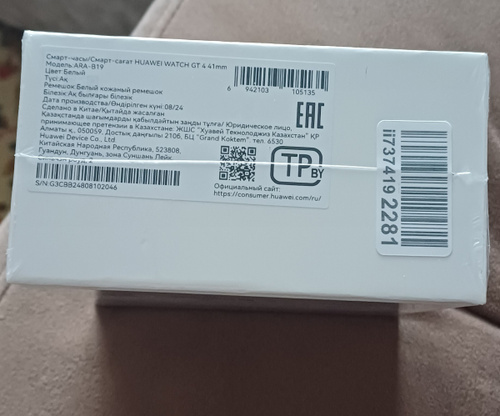 Смарт-часы/Смарт-сағат HUAWEI WATCH GT 4 41mm
Модель:ARA-B19
Цвет:Белый
Түсі:Ақ
Ремешок:Белый кожаный ремешок
Білезік:Ақ былғары білезік
Дата производства/Өндірілген күні 08/24
Сделано в Китае/Қытайда жасалған
Қазақстанда шағымдарды қабылдайтын заңды тұлға/ Юридическое лицо,
принимающее претензии в Казахстане: ЖШС "Хуавей Технолоджиз Казахстан" ҚР
Алматы қ., 050059, Достық даңғылы 210б, БЦ "Grand Koktem" тел. 6530
Huawei Device Co., Ltd
Китайская Народная Республика, 523808,
Гуандун, Дунгуань, зона Суншань Лейк,
S/N:G3CBB24808102046
6 942103 105135
EAC
TP BY
Официальный сайт:
https://consumer.huawei.com/ru/
ii737419 2281